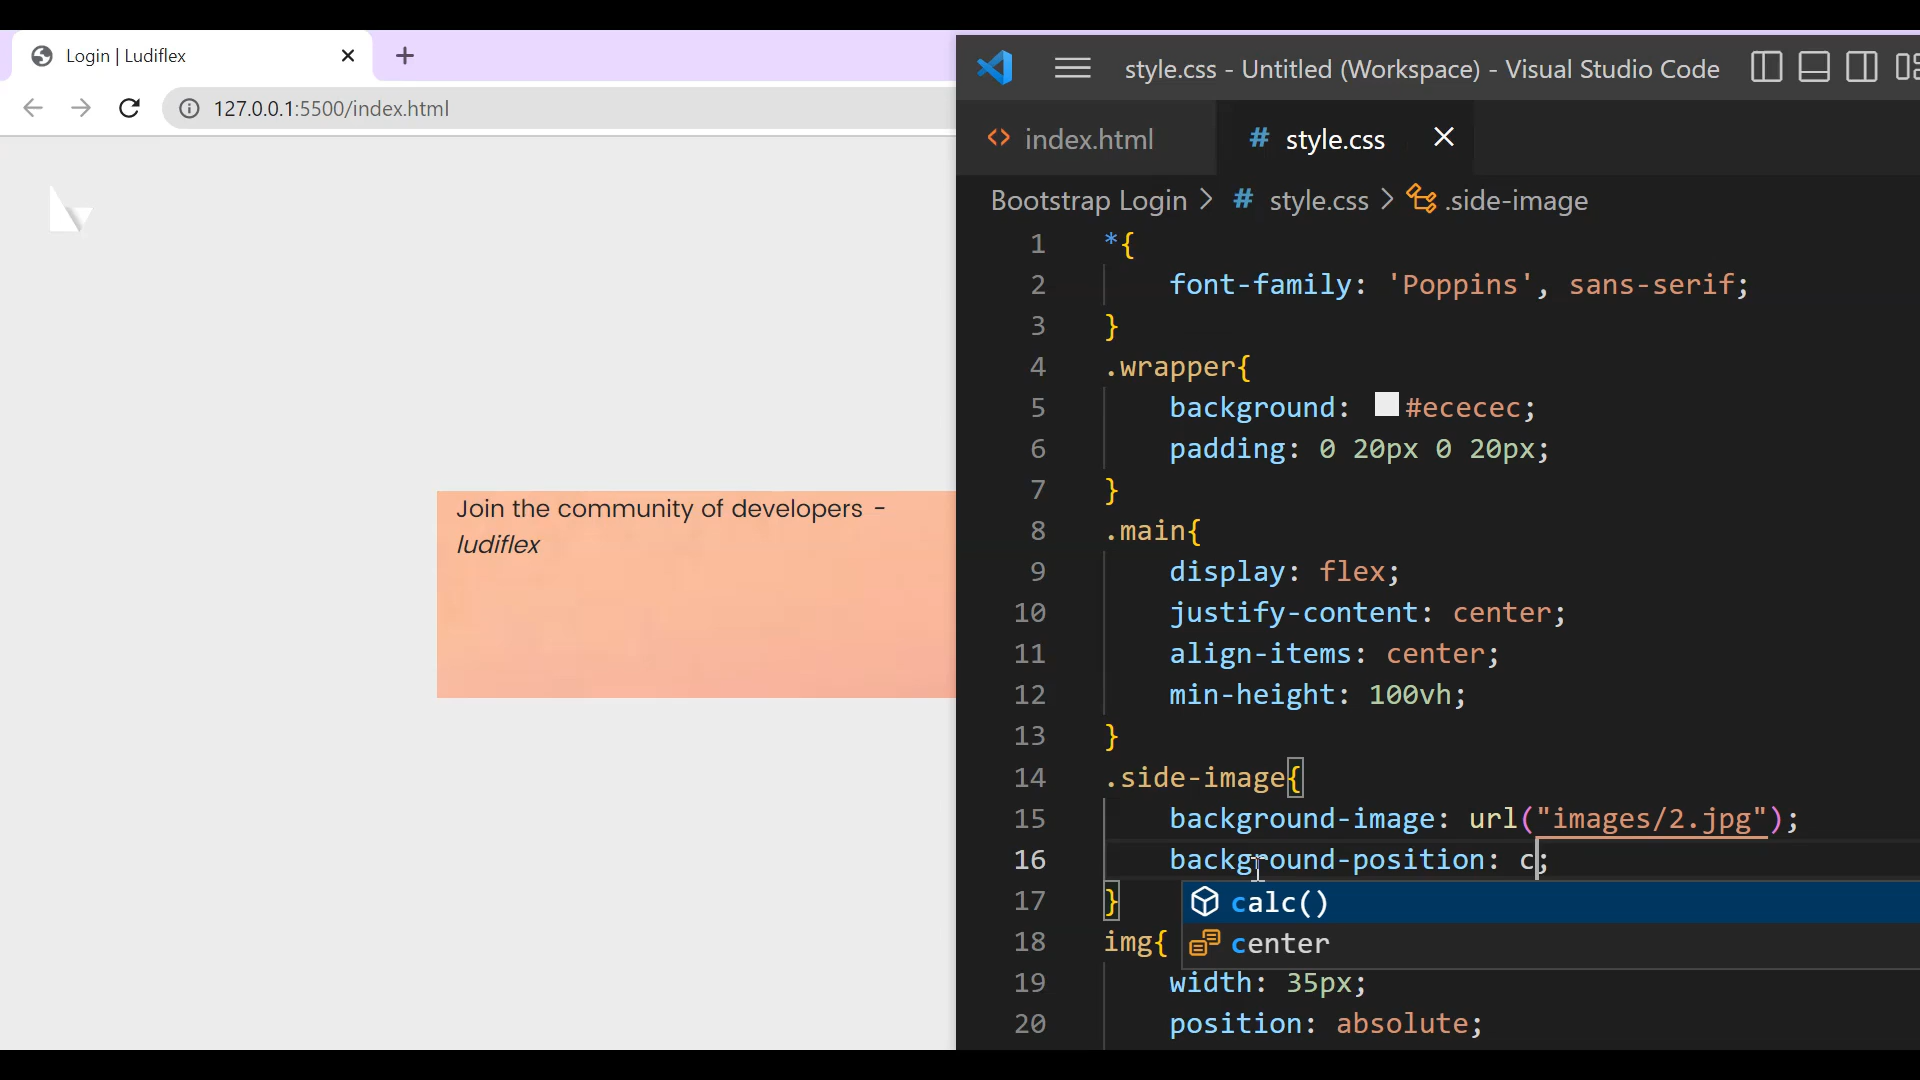 Login | Ludiflex
127.0.0.1:5500/index.html
Join the community of developers -
ludiflex
style.css - Untitled (Workspace) - Visual Studio Code
index.html
# style.css
Bootstrap Login > # style.css > .side-image
1 *{
2 font-family: 'Poppins', sans-serif;
3 }
4 .wrapper{
5 background: #ececec;
6 padding: 0 20px 0 20px;
7 }
8 .main{
9 display: flex;
10 justify-content: center;
11 align-items: center;
12 min-height: 100vh;
13 }
14 .side-image{
15 background-image: url("images/2.jpg");
16 background-position: c;
17 }
calc()
18 img{
center
19 width: 35px;
20 position: absolute;